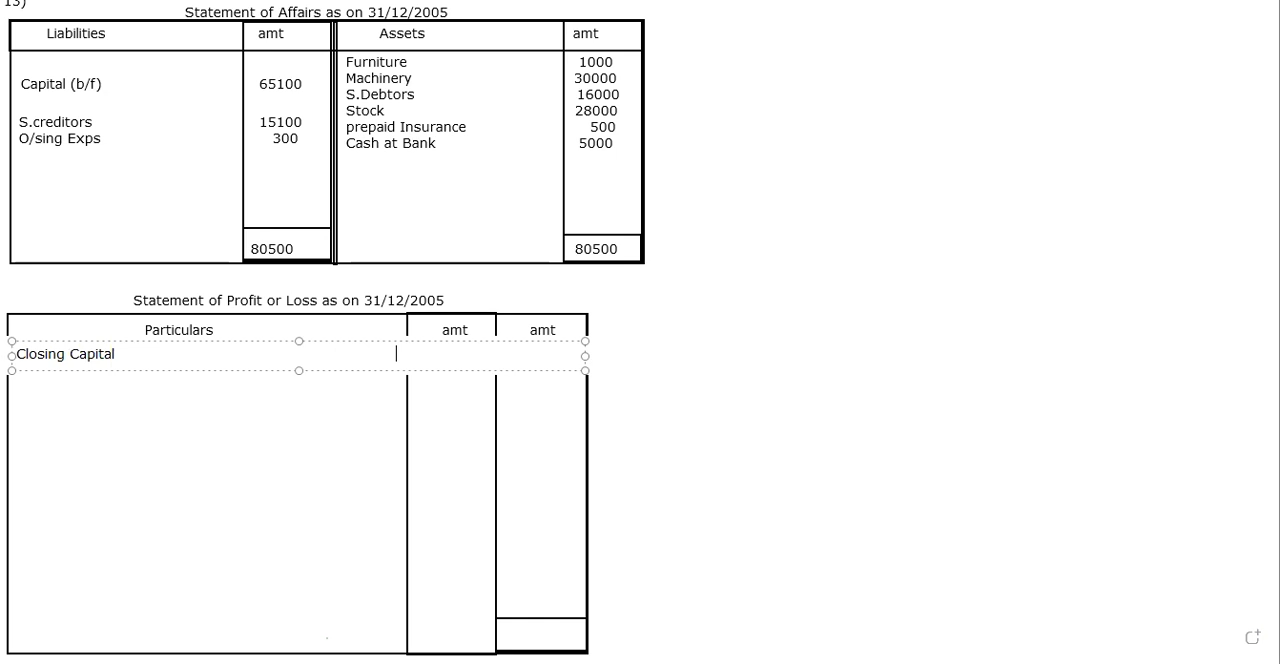 13)
Statement of Affairs as on 31/12/2005
Liabilities amt Assets amt
Furniture 1000
Capital (b/f) 65100 Machinery 30000
S.Debtors 16000
Stock 28000
S.creditors 15100 prepaid Insurance 500
O/sing Exps 300 Cash at Bank 5000
80500 80500
Statement of Profit or Loss as on 31/12/2005
Particulars amt amt
Closing Capital